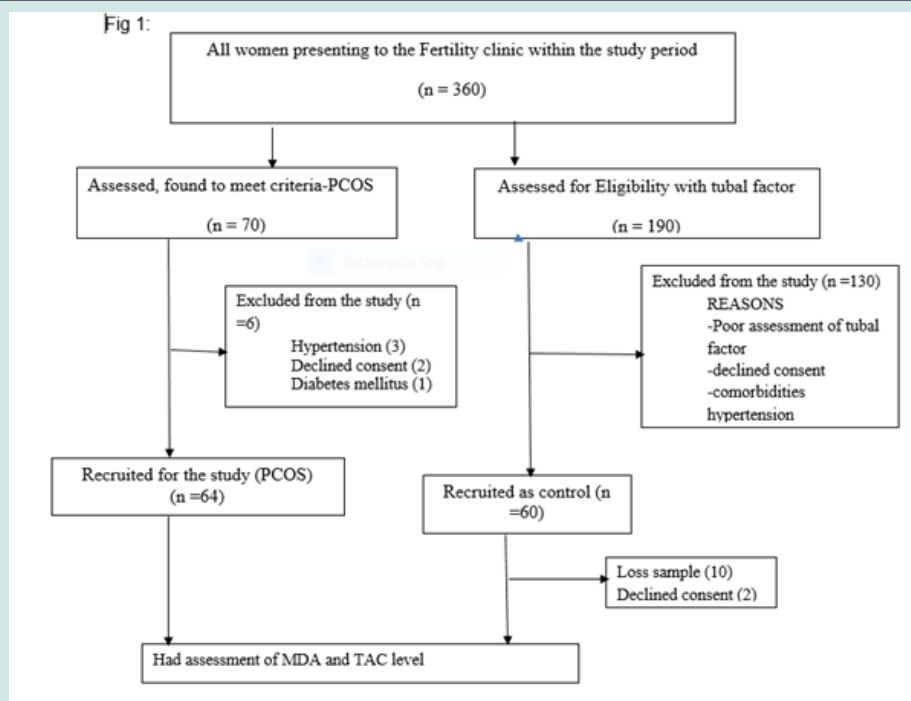 Fig 1:
All women presenting to the Fertility clinic within the study period
(n = 360)
Assessed, found to meet criteria-PCOS
(n = 70)
Assessed for Eligibility with tubal factor
(n = 190)
Rectangular Snip
Excluded from the study (n
=6)
Hypertension (3)
Declined consent (2)
Diabetes mellitus (1)
Excluded from the study (n =130)
REASONS
-Poor assessment of tubal
factor
-declined consent
-comorbidities
hypertension
Recruited for the study (PCOS)
(n =64)
Recruited as control (n
=60)
Loss sample (10)
Declined consent (2)
Had assessment of MDA and TAC level